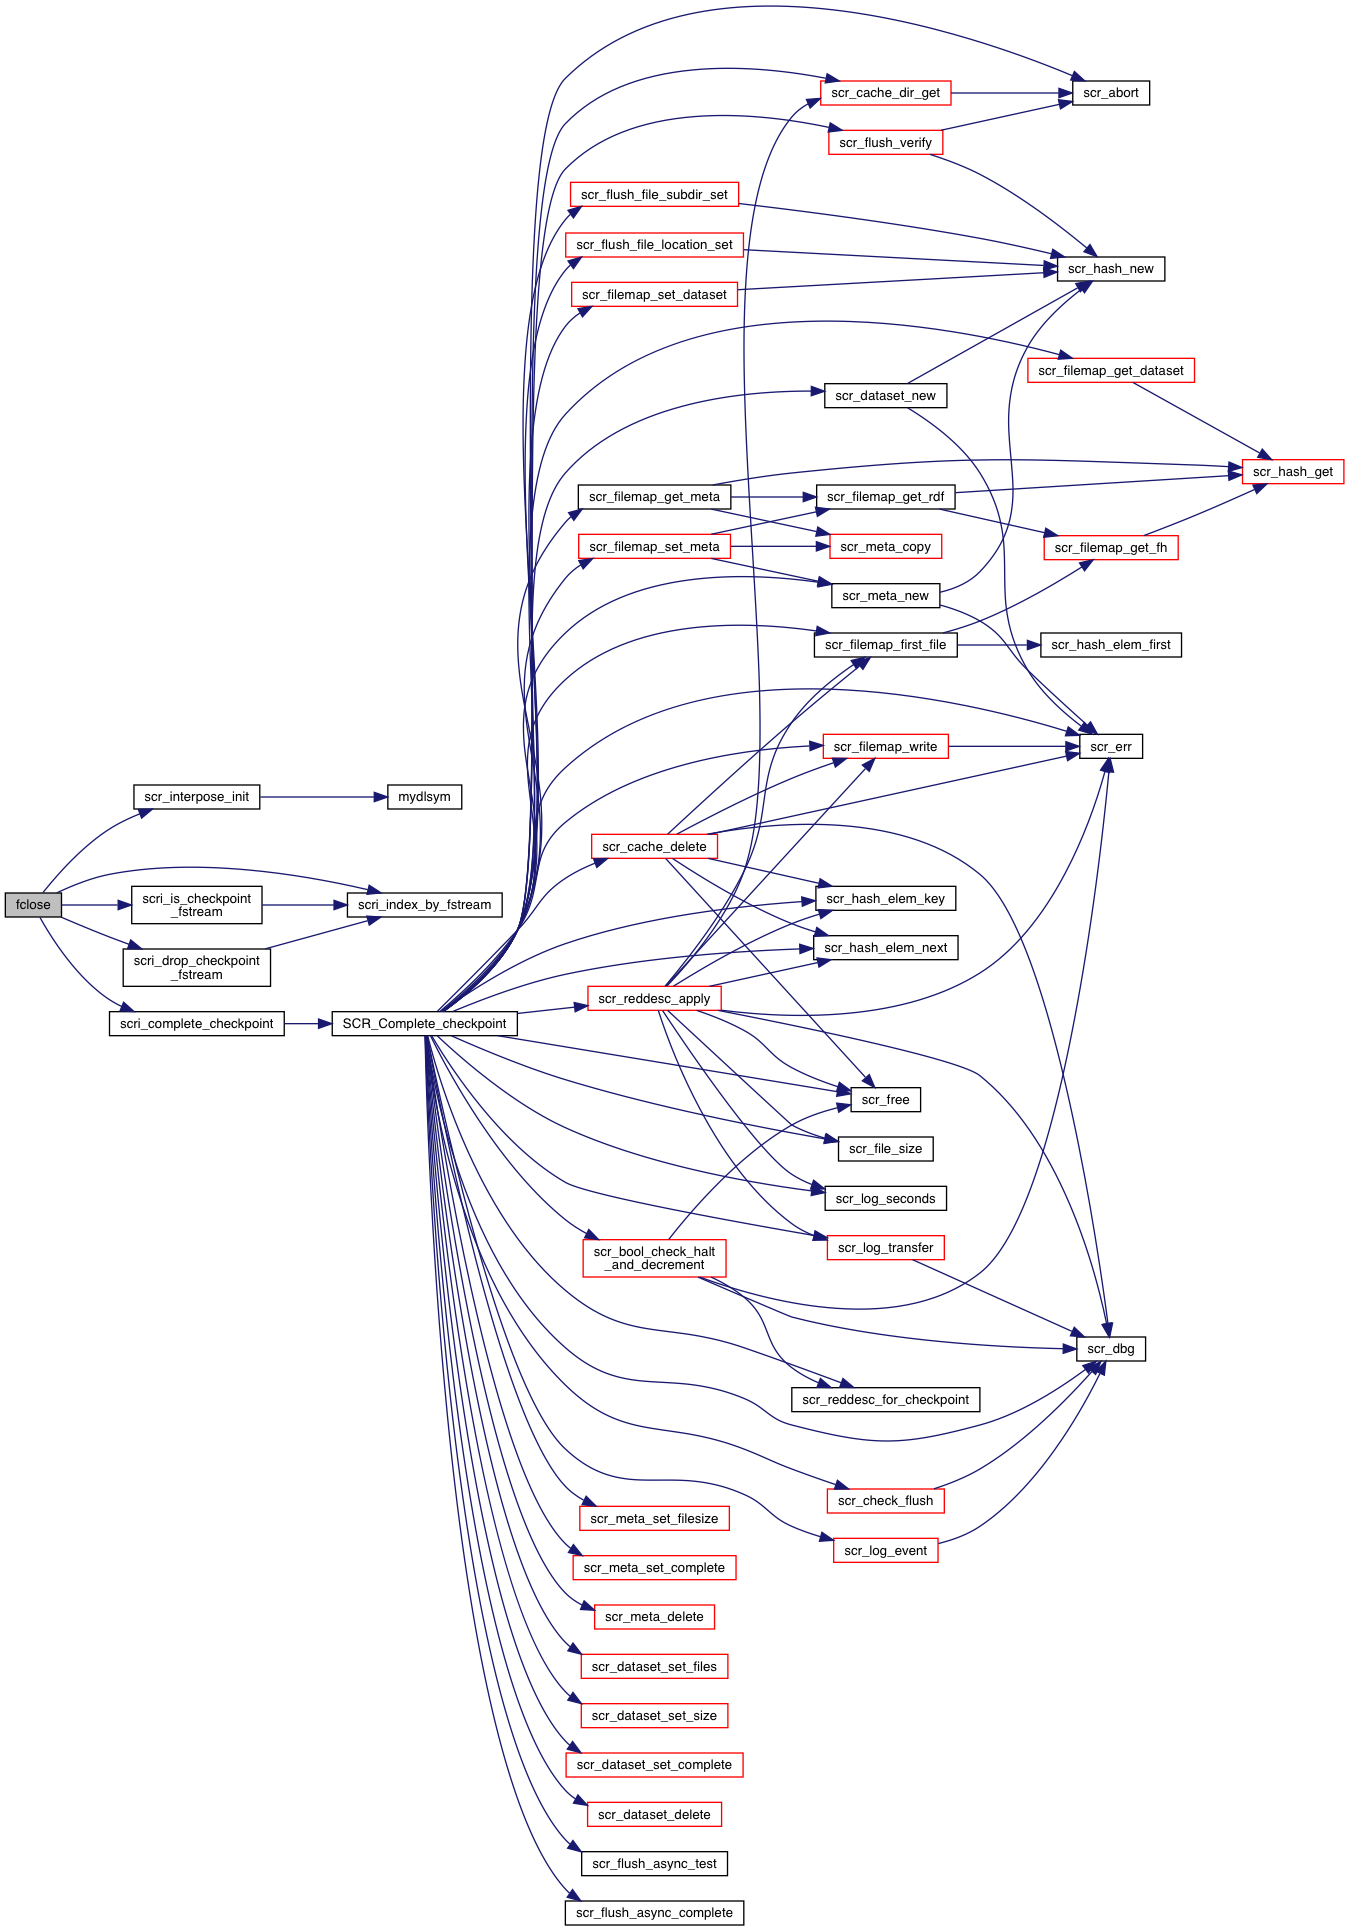 scr_cache_dir_get
scr_abort
scr_flush_verify
scr_flush_file_subdir_set
scr_flush_file_location_set
scr_hash_new
scr_filemap_set_dataset
scr_filemap_get_dataset
scr_dataset_new
scr_hash_get
scr_filemap_get_meta
scr_filemap_get_rdf
scr_filemap_set_meta
scr_meta_copy
scr_filemap_get_fh
scr_meta_new
scr_filemap_first_file
scr_hash_elem_first
scr_filemap_write
scr_err
scr_interpose_init
mydlsym
scr_cache_delete
fclose
scri_is_checkpoint
_fstream
scri_index_by_fstream
scr_hash_elem_key
scr_hash_elem_next
scri_drop_checkpoint
_fstream
scr_reddesc_apply
scri_complete_checkpoint
SCR_Complete_checkpoint
scr_free
scr_file_size
scr_log_seconds
scr_bool_check_halt
_and_decrement
scr_log_transfer
scr_dbg
scr_reddesc_for_checkpoint
scr_check_flush
scr_meta_set_filesize
scr_log_event
scr_meta_set_complete
scr_meta_delete
scr_dataset_set_files
scr_dataset_set_size
scr_dataset_set_complete
scr_dataset_delete
scr_flush_async_test
scr_flush_async_complete